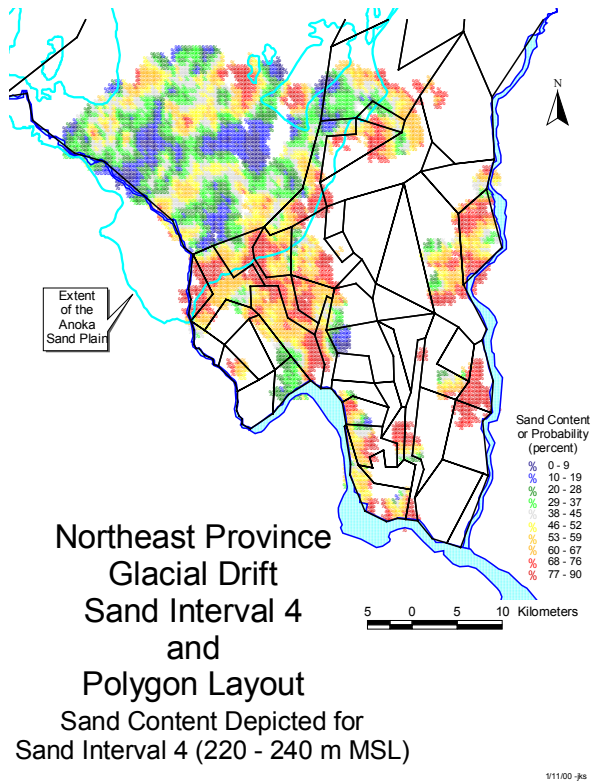 N
Extent
of the
Anoka
Sand Plain
Sand Content
or Probability
(percent)
% 0 - 9
% 10 - 19
% 20 - 28
% 29 - 37
% 38 - 45
% 46 - 52
% 53 - 59
% 60 - 67
% 68 - 76
% 77 - 90
5 0 5 10 Kilometers
Northeast Province
Glacial Drift
Sand Interval 4
and
Polygon Layout
Sand Content Depicted for
Sand Interval 4 (220 - 240 m MSL)
1/11/00 -jks